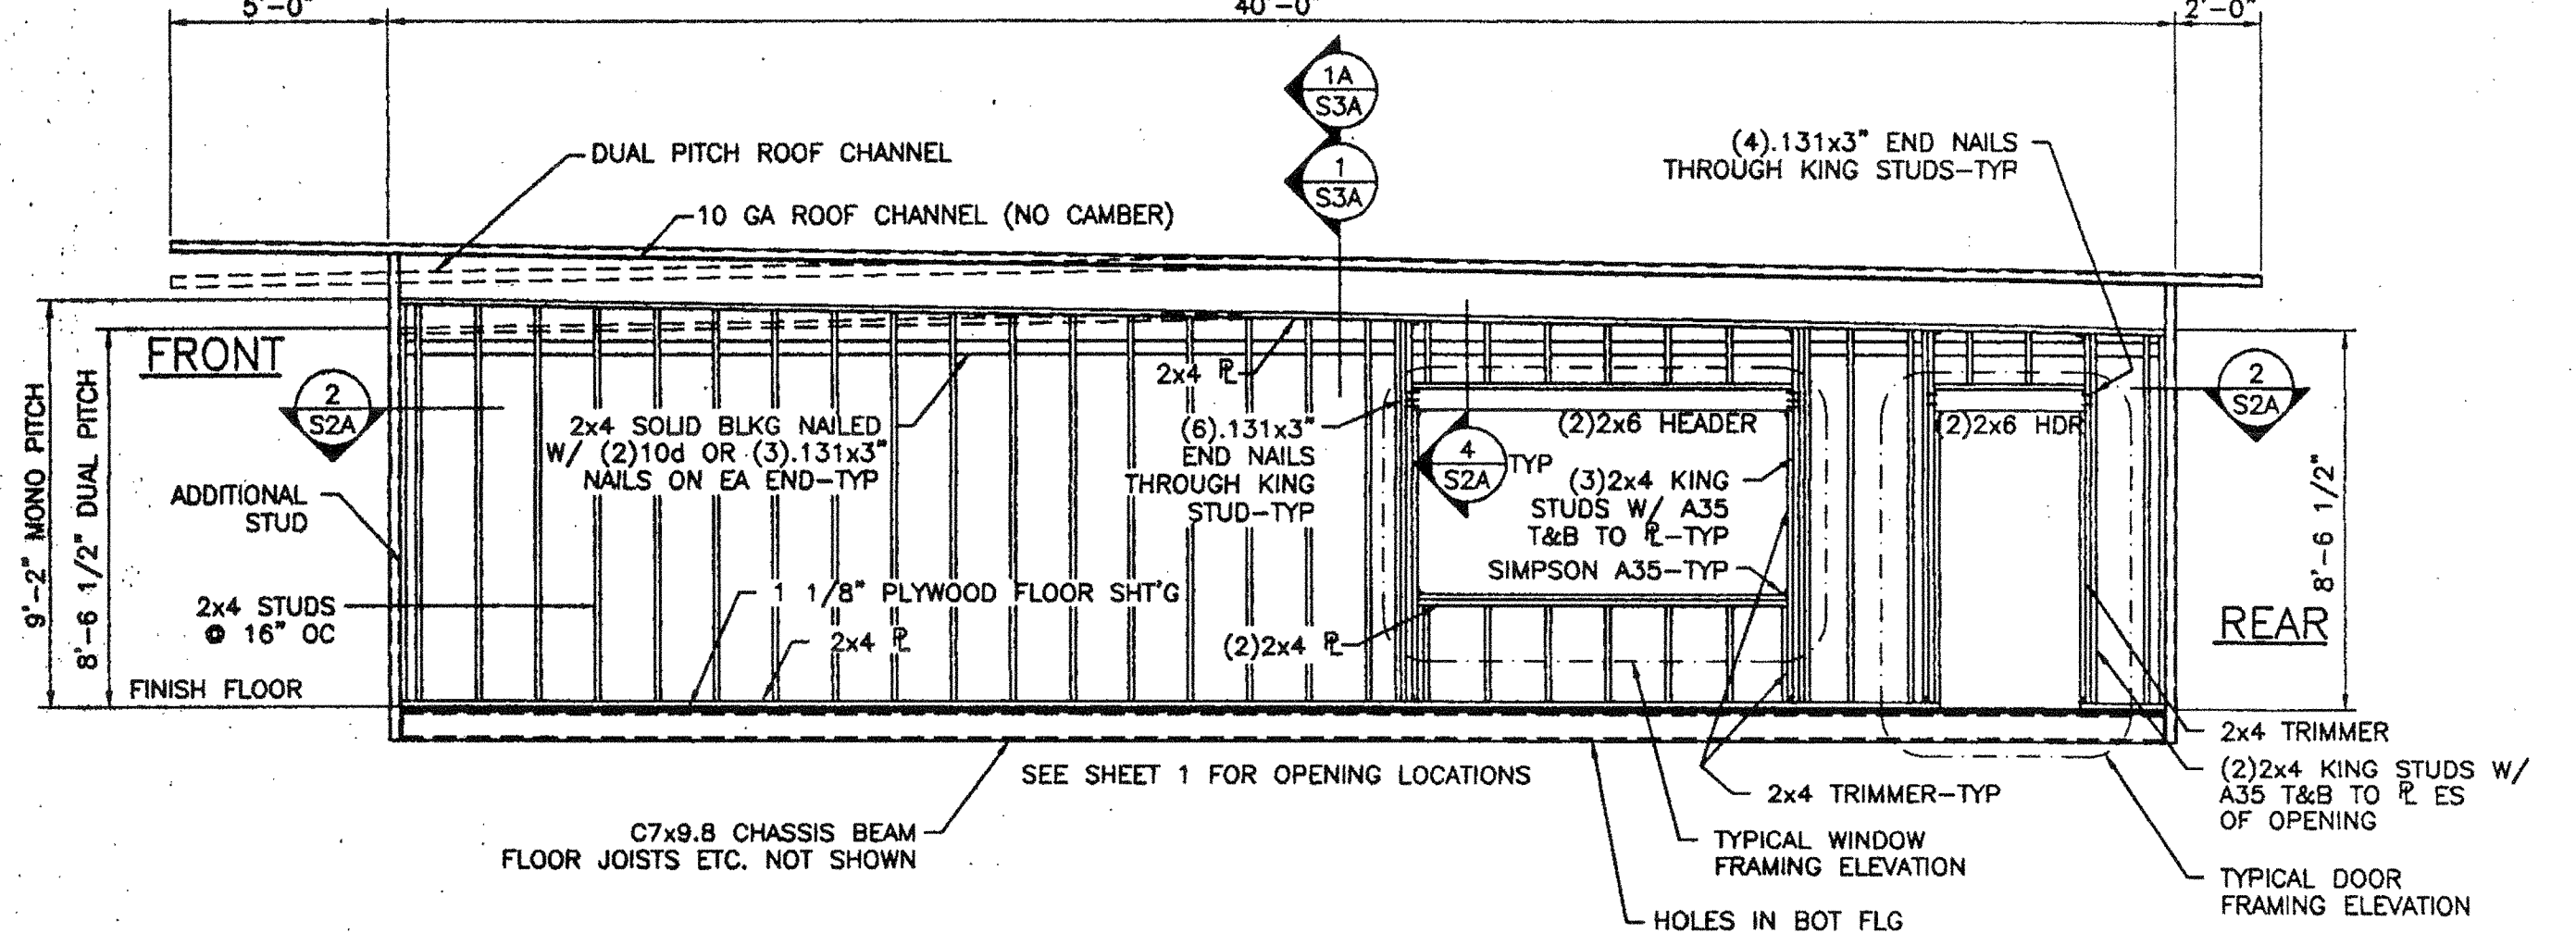 5'-0"
40'-0"
2'-0"
1A
S3A
1
S3A
DUAL PITCH ROOF CHANNEL
10 GA ROOF CHANNEL (NO CAMBER)
(4).131x3" END NAILS
THROUGH KING STUDS-TYP
FRONT
2
S2A
9'-2" MONO PITCH
8'-6 1/2" DUAL PITCH
2x4 SOLID BLKG NAILED
W/ (2)10d OR (3).131x3"
NAILS ON EA END-TYP
2x4 PL
(6).131x3"
END NAILS
THROUGH KING
STUD-TYP
(2)2x6 HEADER
4
S2A
TYP
(3)2x4 KING
STUDS W/ A35
T&B TO PL-TYP
SIMPSON A35-TYP
(2)2x6 HDR
2
S2A
8'-6 1/2"
REAR
ADDITIONAL
STUD
2x4 STUDS
@ 16" OC
1 1/8" PLYWOOD FLOOR SHT'G
2x4 PL
(2)2x4 PL
FINISH FLOOR
SEE SHEET 1 FOR OPENING LOCATIONS
C7x9.8 CHASSIS BEAM
FLOOR JOISTS ETC. NOT SHOWN
2x4 TRIMMER-TYP
TYPICAL WINDOW
FRAMING ELEVATION
HOLES IN BOT FLG
2x4 TRIMMER
(2)2x4 KING STUDS W/
A35 T&B TO PL ES
OF OPENING
TYPICAL DOOR
FRAMING ELEVATION